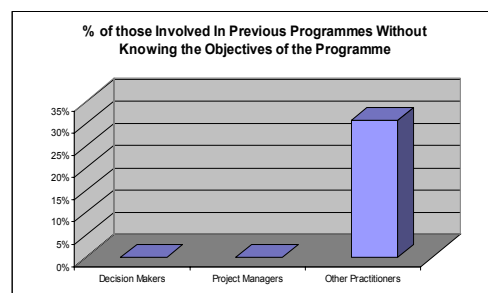 % of those Involved In Previous Programmes Without
Knowing the Objectives of the Programme
35%
30%
25%
20%
15%
10%
5%
0%
Decision Makers Project Managers Other Practitioners